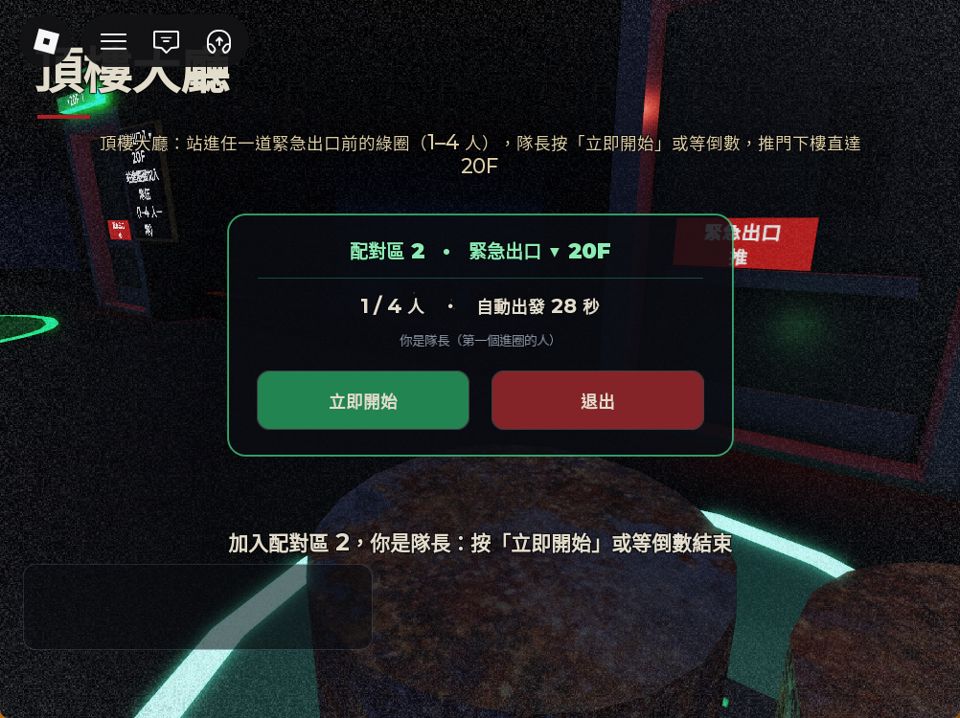 頂樓大廳
頂樓大廳：站進任一道緊急出口前的綠圈（1–4 人），隊長按「立即開始」或等倒數，推門下樓直達
20F
配對區 2 • 緊急出口 ▼ 20F
緊急出口
推
1 / 4 人 • 自動出發 28 秒
你是隊長（第一個進圈的人）
立即開始
退出
加入配對區 2，你是隊長：按「立即開始」或等倒數結束
20F